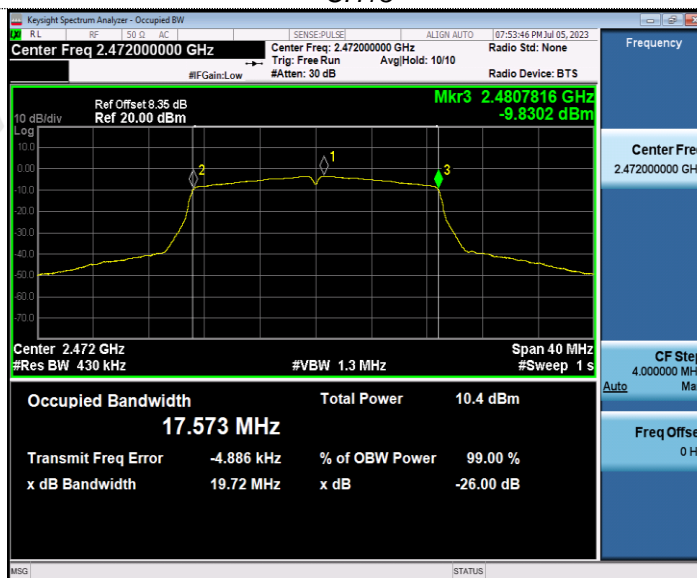 Keysight Spectrum Analyzer - Occupied BW
RL RF 50 Ω AC SENSE:PULSE ALIGN AUTO 07:53:46 PM Jul 05, 2023
Center Freq 2.472000000 GHz
Center Freq: 2.472000000 GHz
Radio Std: None
Trig: Free Run Avg|Hold: 10/10
#IFGain:Low
#Atten: 30 dB
Radio Device: BTS
Frequency
Mkr3 2.4807816 GHz
-9.8302 dBm
Ref Offset 8.35 dB
10 dB/div Ref 20.00 dBm
Log
10.0
0.00
-10.0
-20.0
-30.0
-40.0
-50.0
-60.0
-70.0
1
2
3
Center 2.472 GHz
Span 40 MHz
#Res BW 430 kHz
#VBW 1.3 MHz
#Sweep 1 s
Occupied Bandwidth
17.573 MHz
Total Power 10.4 dBm
Transmit Freq Error -4.886 kHz
% of OBW Power 99.00 %
x dB Bandwidth 19.72 MHz
x dB -26.00 dB
Center Fre
2.472000000 GH
CF Step
4.000000 MH
Auto Ma
Freq Offse
0 H
MSG
STATUS